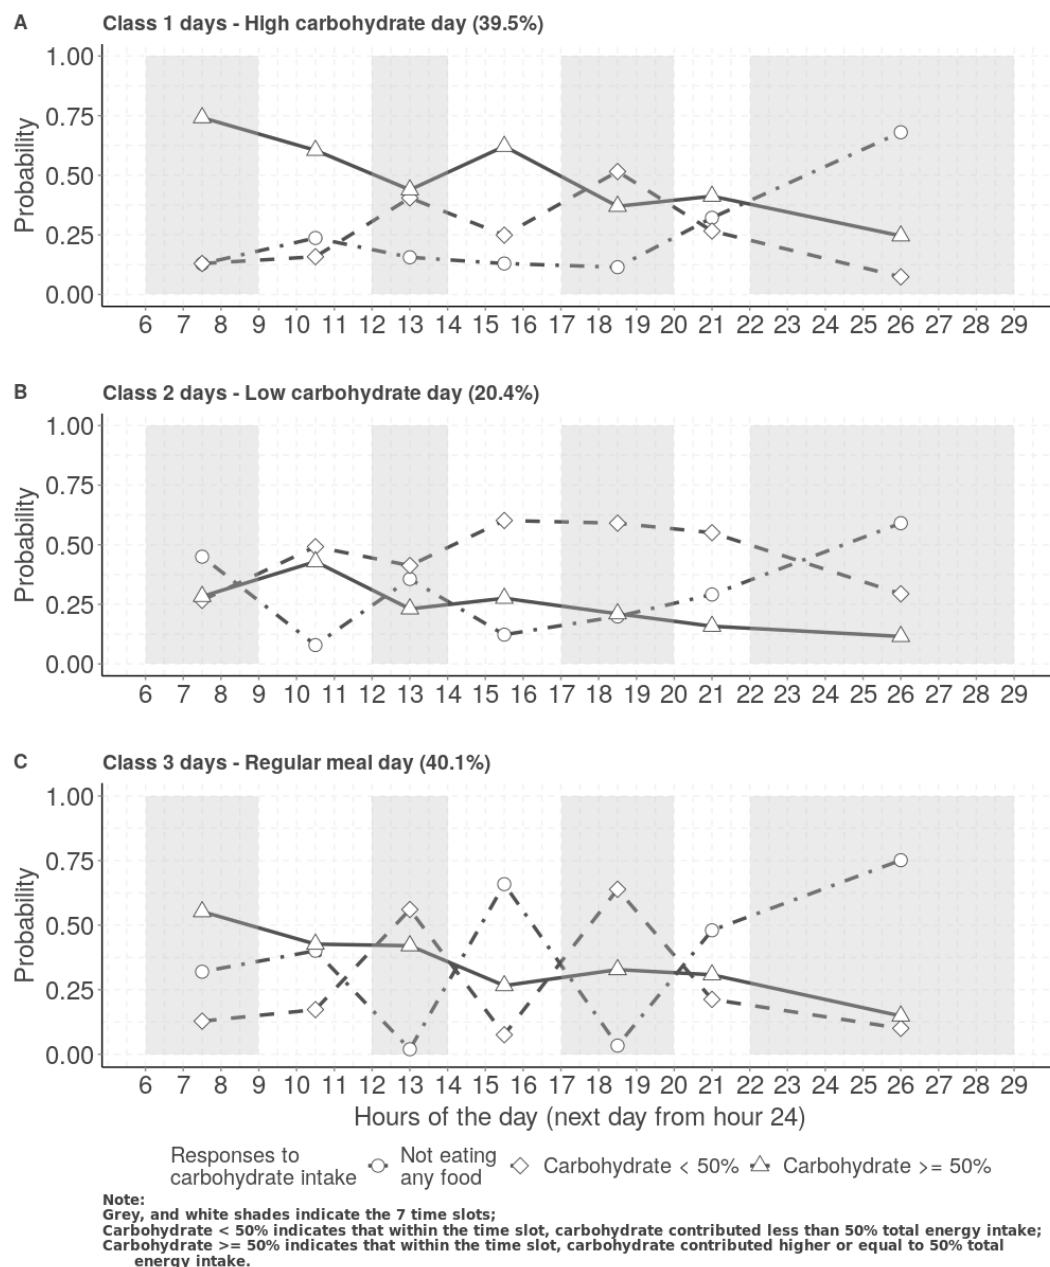 A Class 1 days - High carbohydrate day (39.5%)
1.00
0.75
0.50
0.25
0.00
Probability
6 7 8 9 10 11 12 13 14 15 16 17 18 19 20 21 22 23 24 25 26 27 28 29
B Class 2 days - Low carbohydrate day (20.4%)
1.00
0.75
0.50
0.25
0.00
Probability
6 7 8 9 10 11 12 13 14 15 16 17 18 19 20 21 22 23 24 25 26 27 28 29
C Class 3 days - Regular meal day (40.1%)
1.00
0.75
0.50
0.25
0.00
Probability
6 7 8 9 10 11 12 13 14 15 16 17 18 19 20 21 22 23 24 25 26 27 28 29
Hours of the day (next day from hour 24)
Responses to
carbohydrate intake
Not eating
any food
Carbohydrate < 50%
Carbohydrate >= 50%
Note:
Grey, and white shades indicate the 7 time slots;
Carbohydrate < 50% indicates that within the time slot, carbohydrate contributed less than 50% total energy intake;
Carbohydrate >= 50% indicates that within the time slot, carbohydrate contributed higher or equal to 50% total
energy intake.